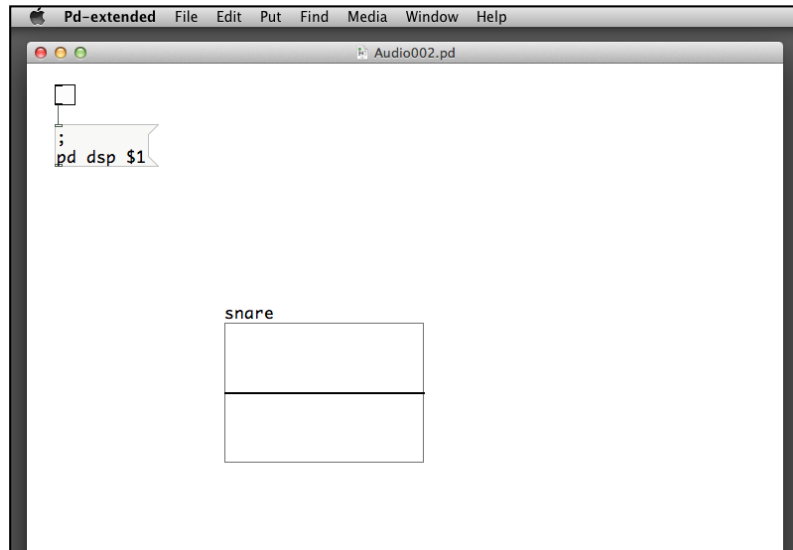 Pd-extended File Edit Put Find Media Window Help
Audio002.pd
;
pd dsp $1
snare